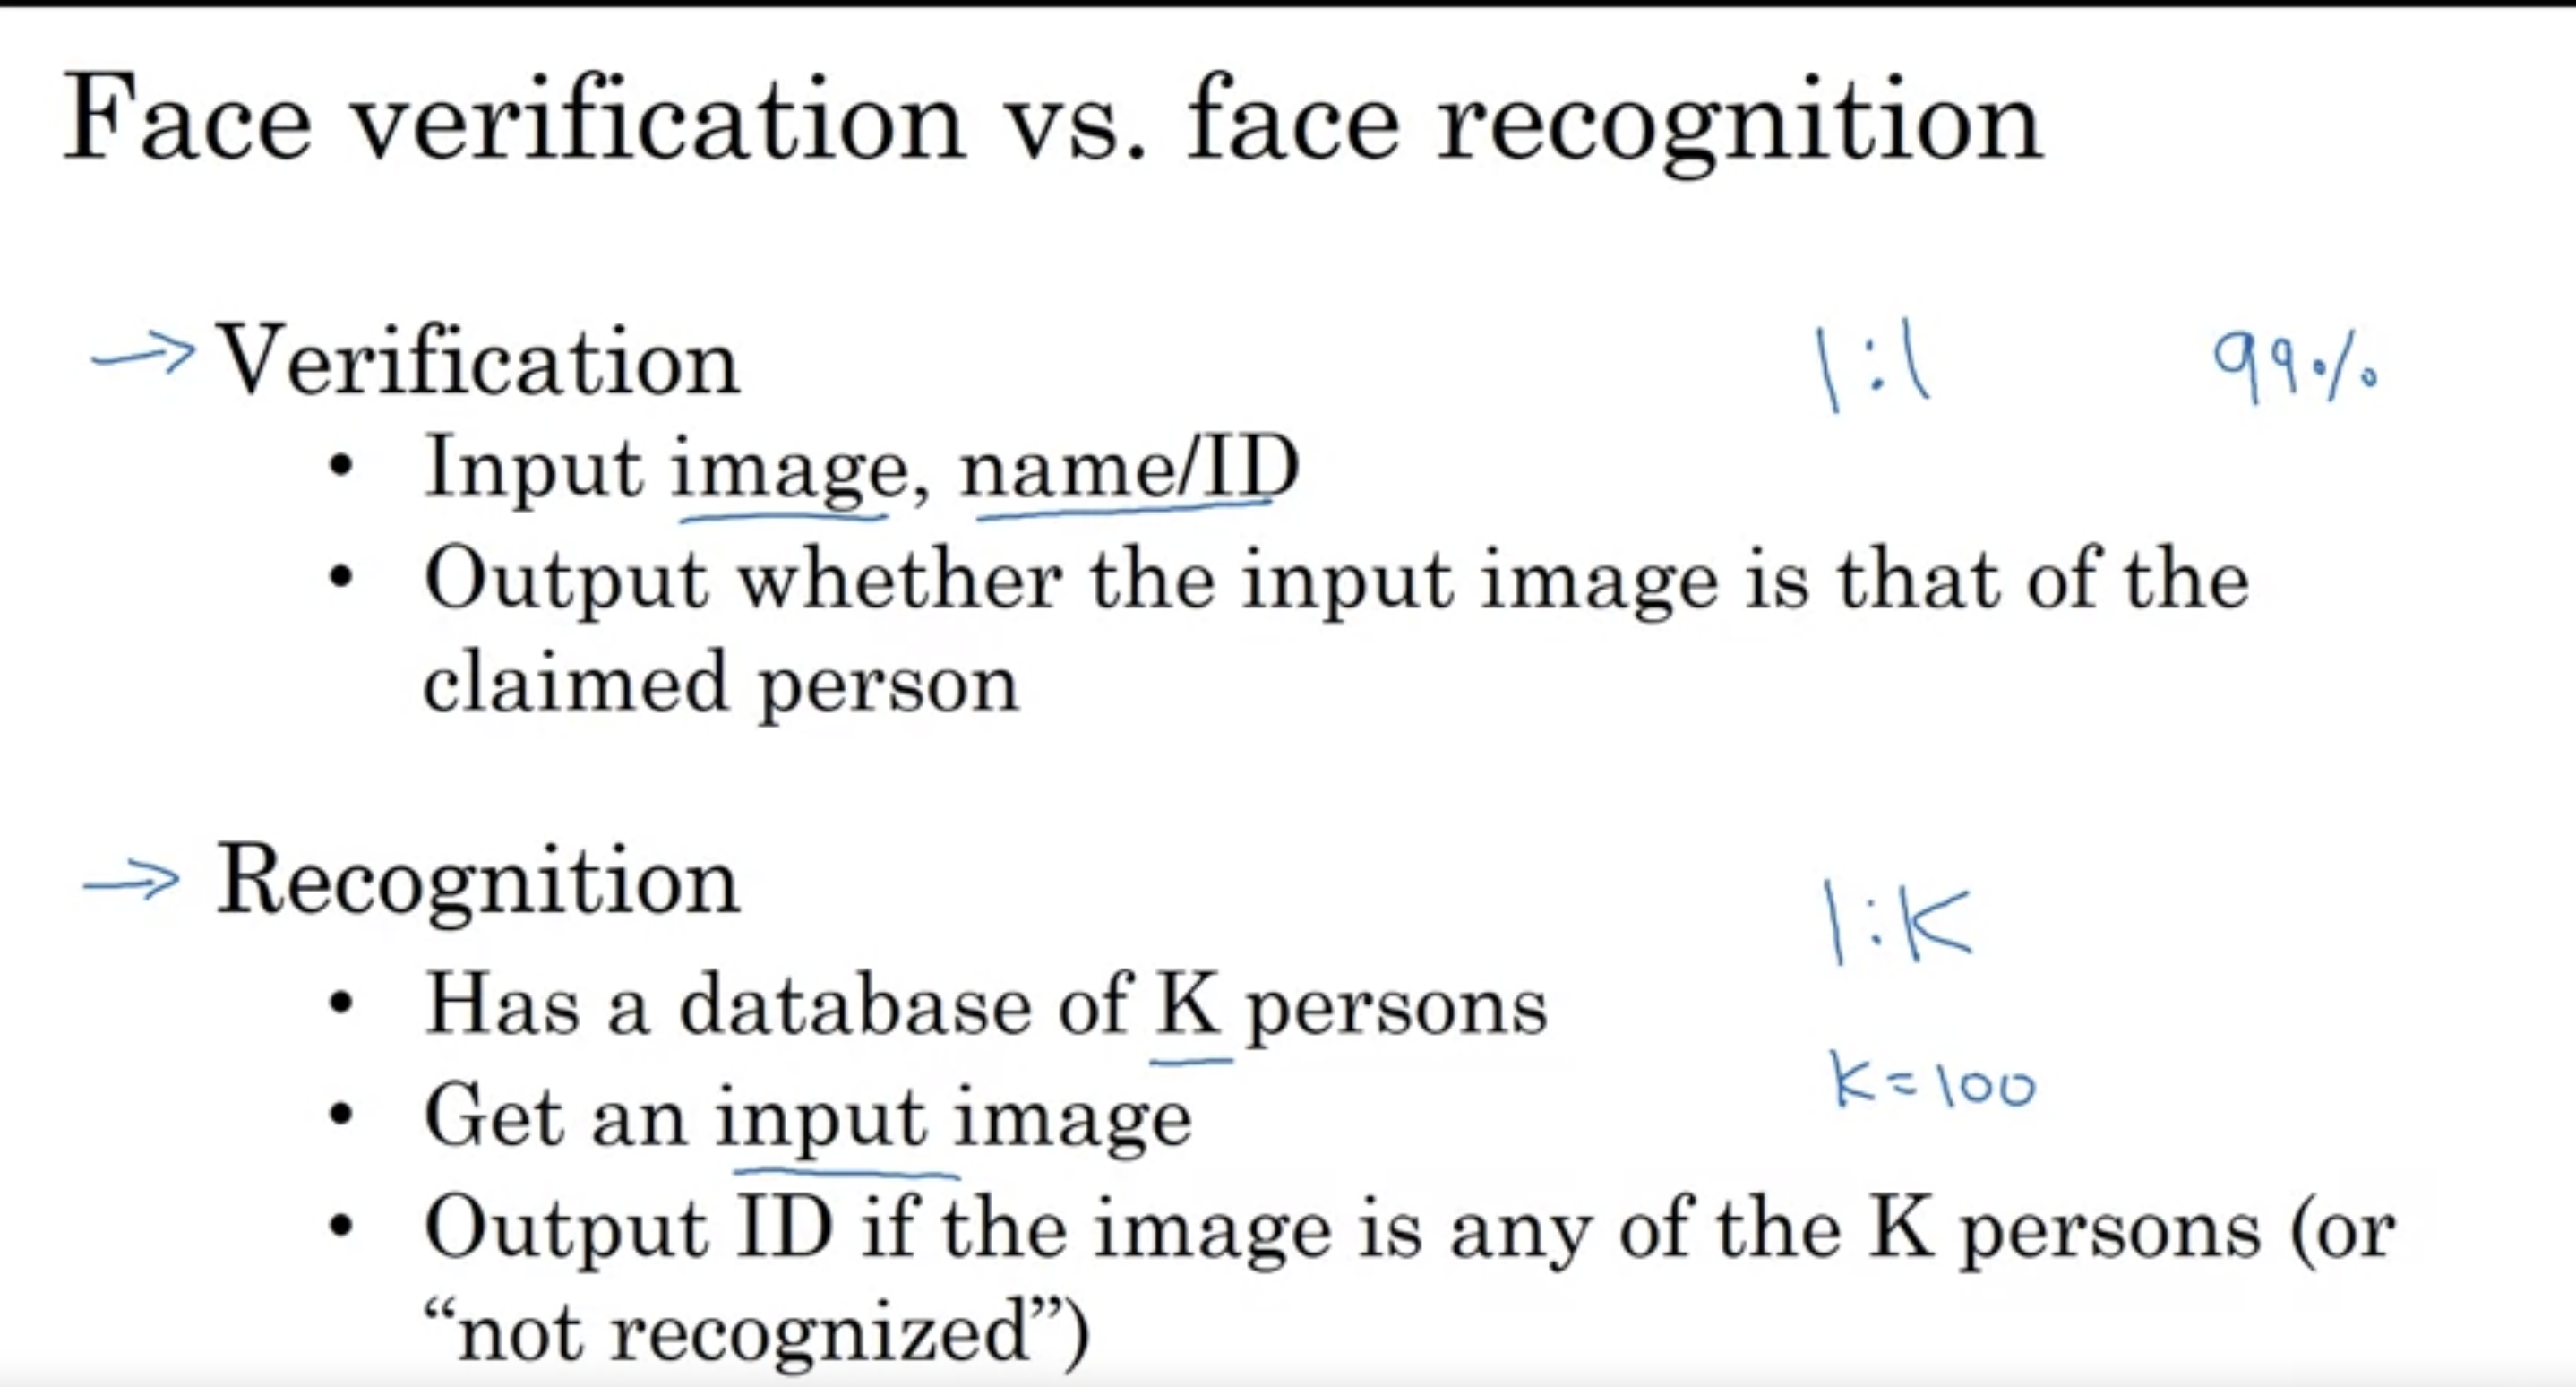 Face verification vs. face recognition
→ Verification 1:1 99%
• Input image, name/ID
• Output whether the input image is that of the
claimed person
→ Recognition 1:K
• Has a database of K persons
K=100
• Get an input image
• Output ID if the image is any of the K persons (or
“not recognized”)